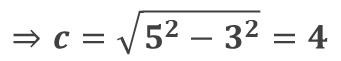 ⇒ c = √(5² − 3²) = 4